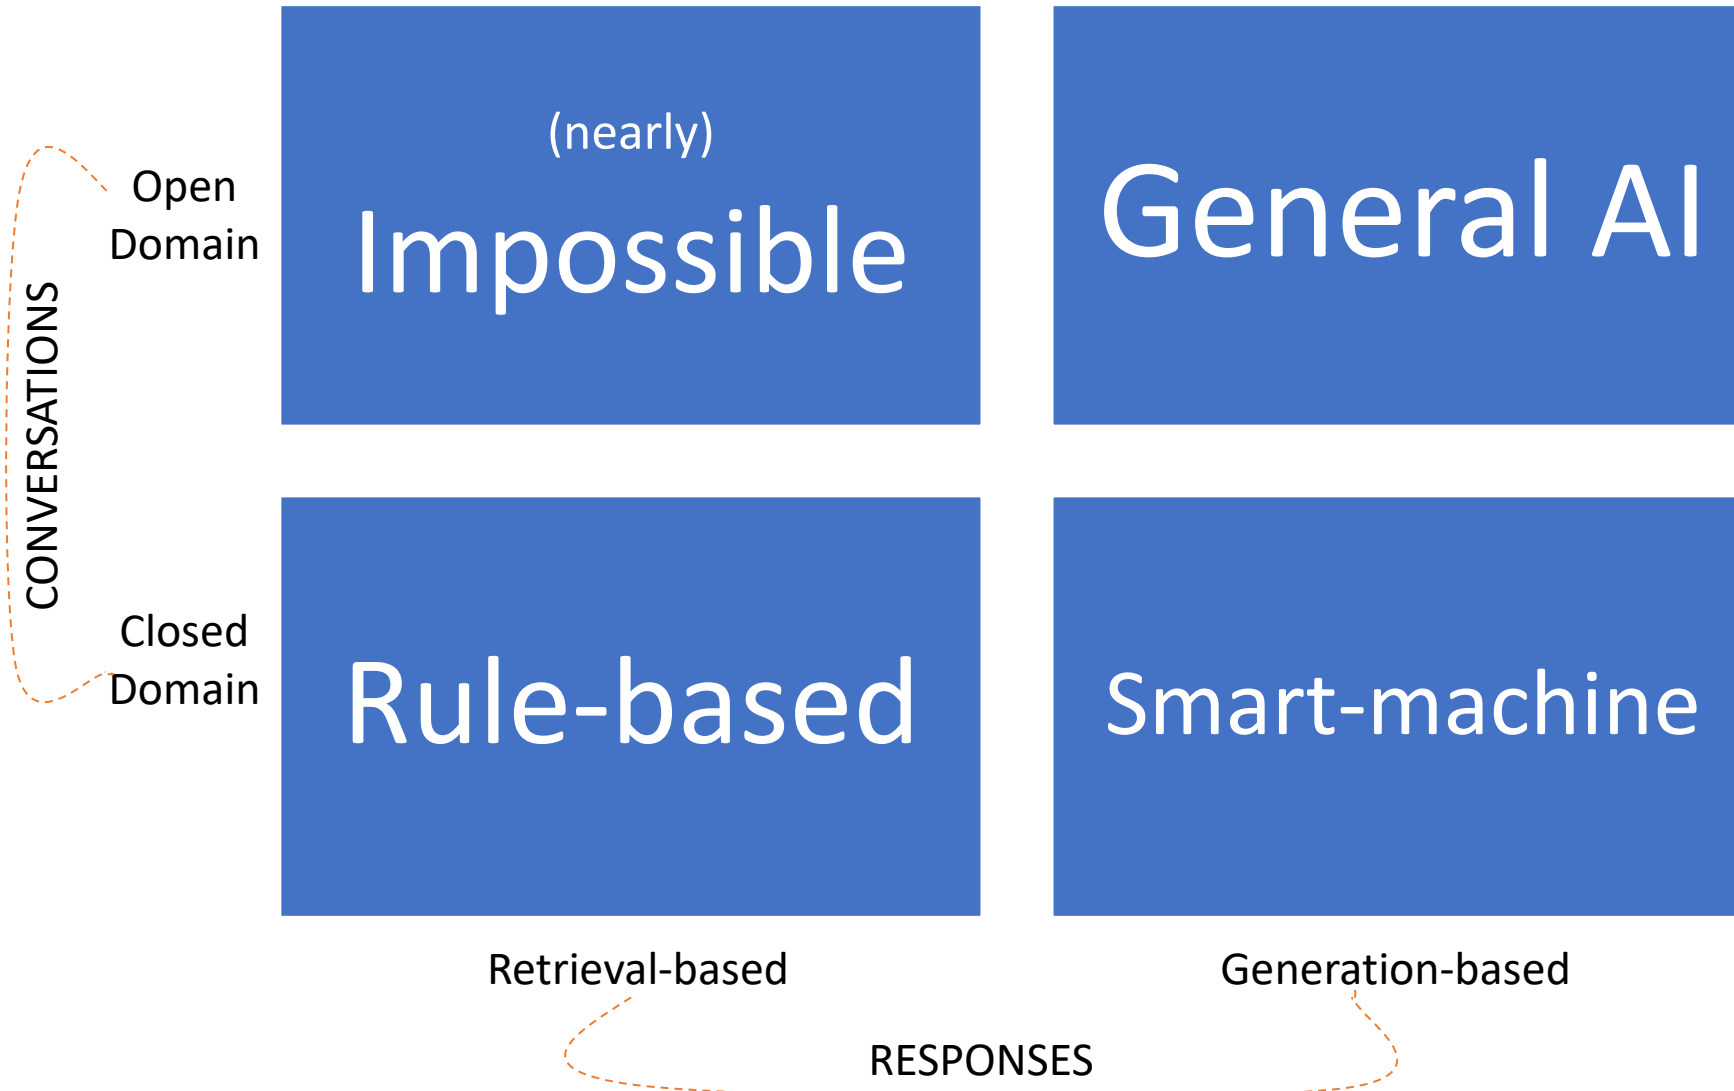 (nearly)
Impossible
General AI
Open
Domain
CONVERSATIONS
Closed
Domain
Rule-based
Smart-machine
Retrieval-based
Generation-based
RESPONSES